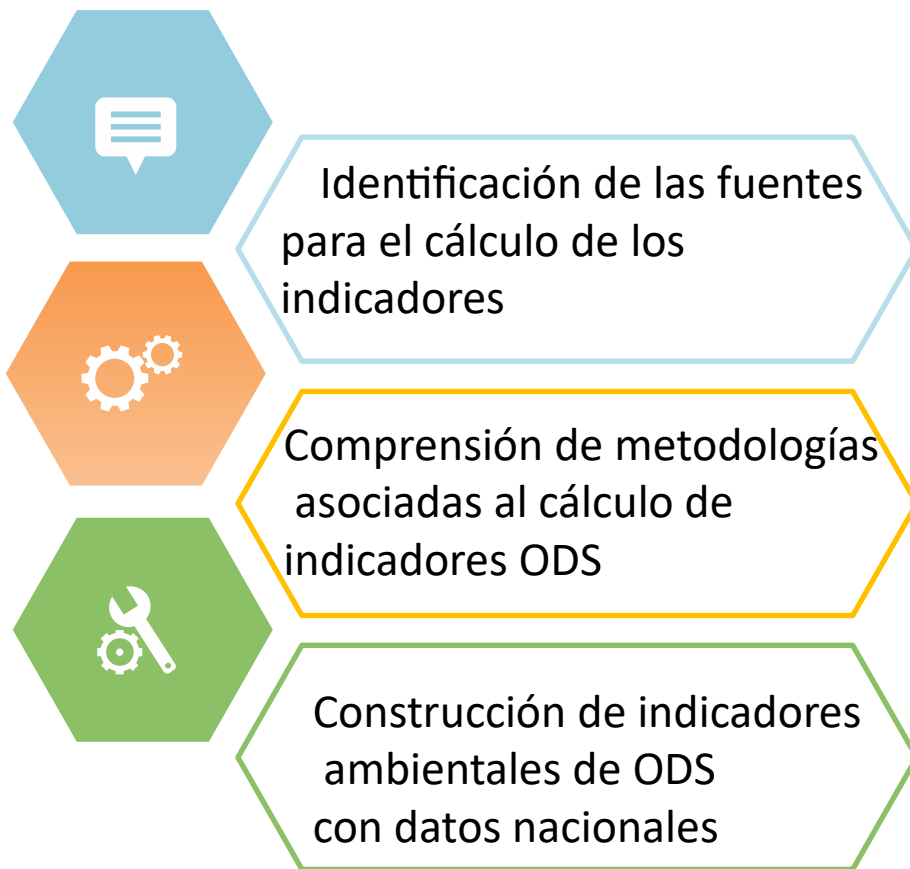 Identificación de las fuentes
para el cálculo de los
indicadores
Comprensión de metodologías
asociadas al cálculo de
indicadores ODS
Construcción de indicadores
ambientales de ODS
con datos nacionales